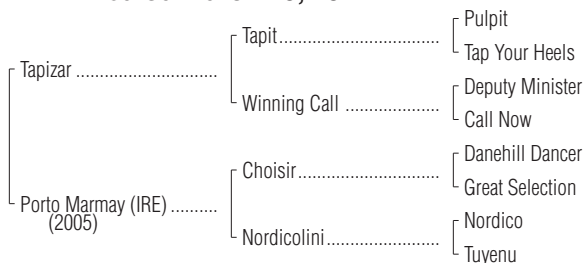 Pulpit
Tapit
Tap Your Heels
Tapizar
Deputy Minister
Winning Call
Call Now
Danehill Dancer
Choisir
Great Selection
Porto Marmay (IRE)
(2005)
Nordico
Nordicolini
Tuyenu